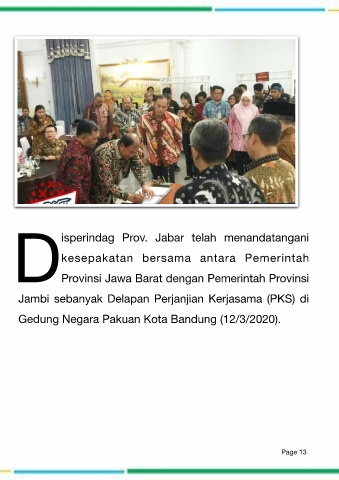 Disperindag Prov. Jabar telah menandatangani
kesepakatan bersama antara Pemerintah
Provinsi Jawa Barat dengan Pemerintah Provinsi
Jambi sebanyak Delapan Perjanjian Kerjasama (PKS) di
Gedung Negara Pakuan Kota Bandung (12/3/2020).
Page 13